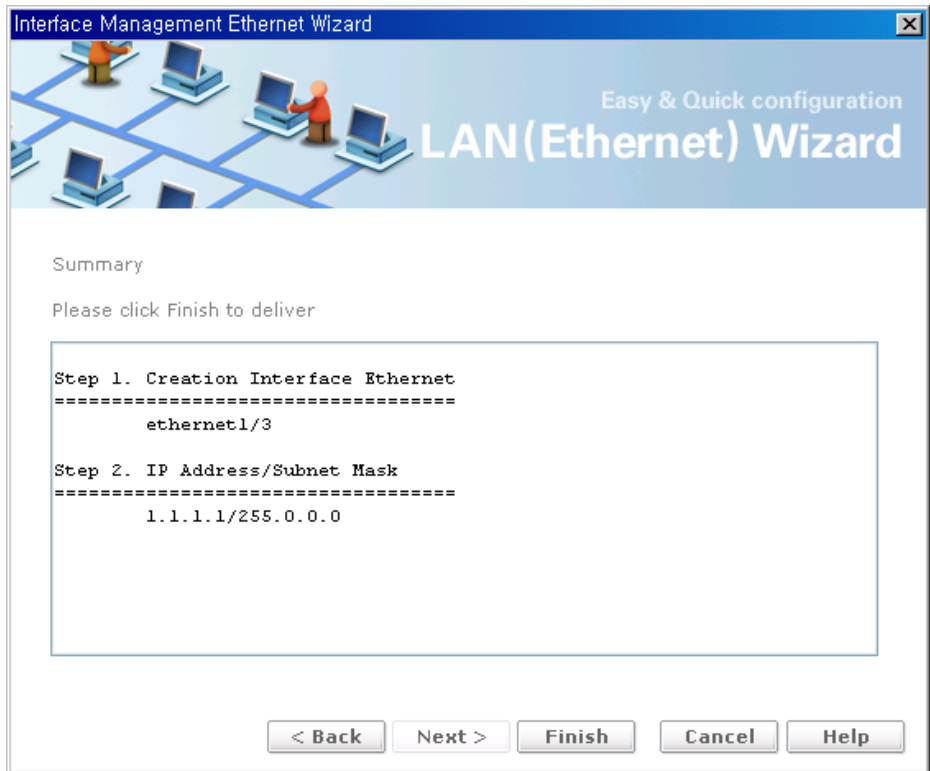 Interface Management Ethernet Wizard
Easy & Quick configuration
LAN(Ethernet) Wizard
Summary
Please click Finish to deliver
Step 1. Creation Interface Ethernet
===================================
ethernet1/3
Step 2. IP Address/Subnet Mask
===================================
1.1.1.1/255.0.0.0
< Back Next > Finish Cancel Help